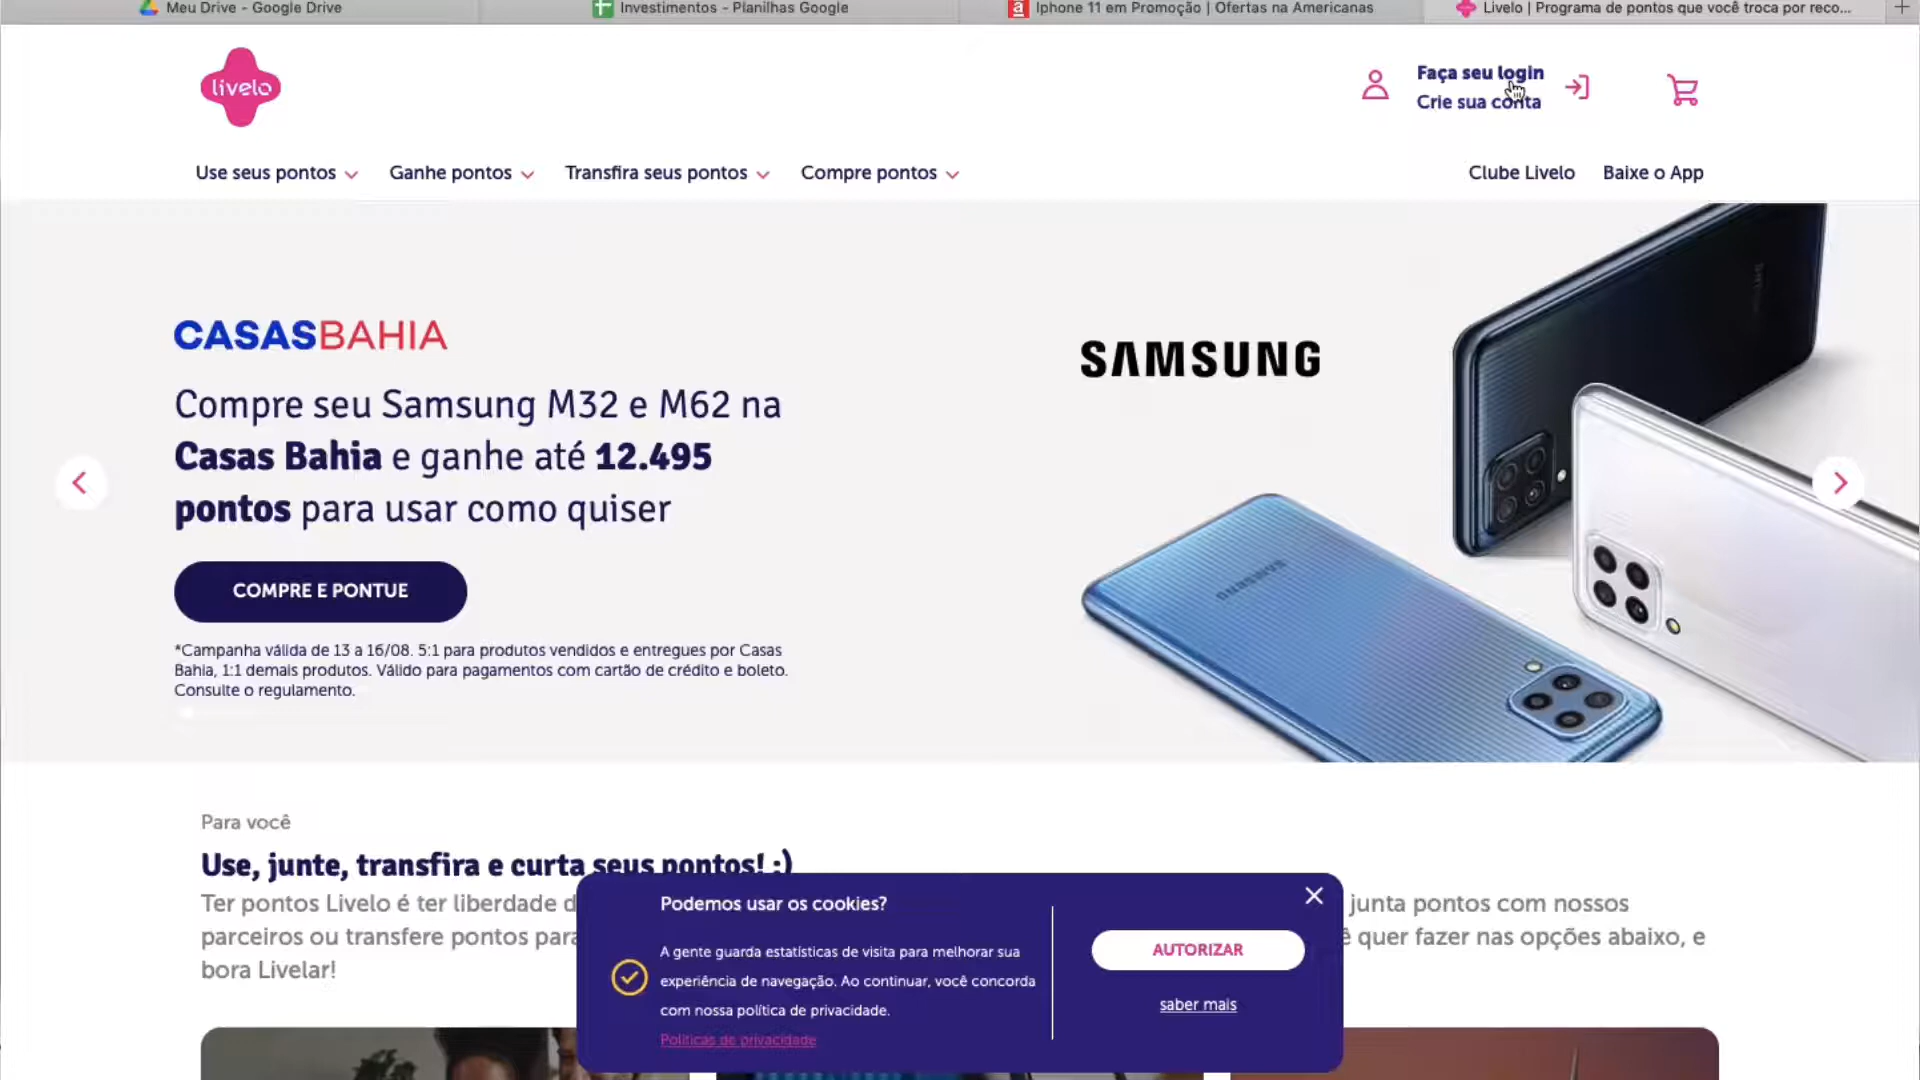 Meu Drive - Google Drive
Investimentos - Planilhas Google
a Iphone 11 em Promoção | Ofertas na Americanas
Livelo | Programa de pontos que você troca por reco...
livelo
Faça seu login
Crie sua conta
Use seus pontos
Ganhe pontos
Transfira seus pontos
Compre pontos
Clube Livelo
Baixe o App
CASASBAHIA
SAMSUNG
Compre seu Samsung M32 e M62 na
Casas Bahia e ganhe até 12.495
pontos para usar como quiser
COMPRE E PONTUE
*Campanha válida de 13 a 16/08. 5:1 para produtos vendidos e entregues por Casas
Bahia, 1:1 demais produtos. Válido para pagamentos com cartão de crédito e boleto.
Consulte o regulamento.
SAMSUNG
Para você
Use, junte, transfira e curta seus pontos! :)
Ter pontos Livelo é ter liberdade
junta pontos com nossos
parceiros ou transfere pontos para
quer fazer nas opções abaixo, e
bora Livelar!
Podemos usar os cookies?
A gente guarda estatísticas de visita para melhorar sua
experiência de navegação. Ao continuar, você concorda
com nossa política de privacidade.
Políticas de privacidade
AUTORIZAR
saber mais